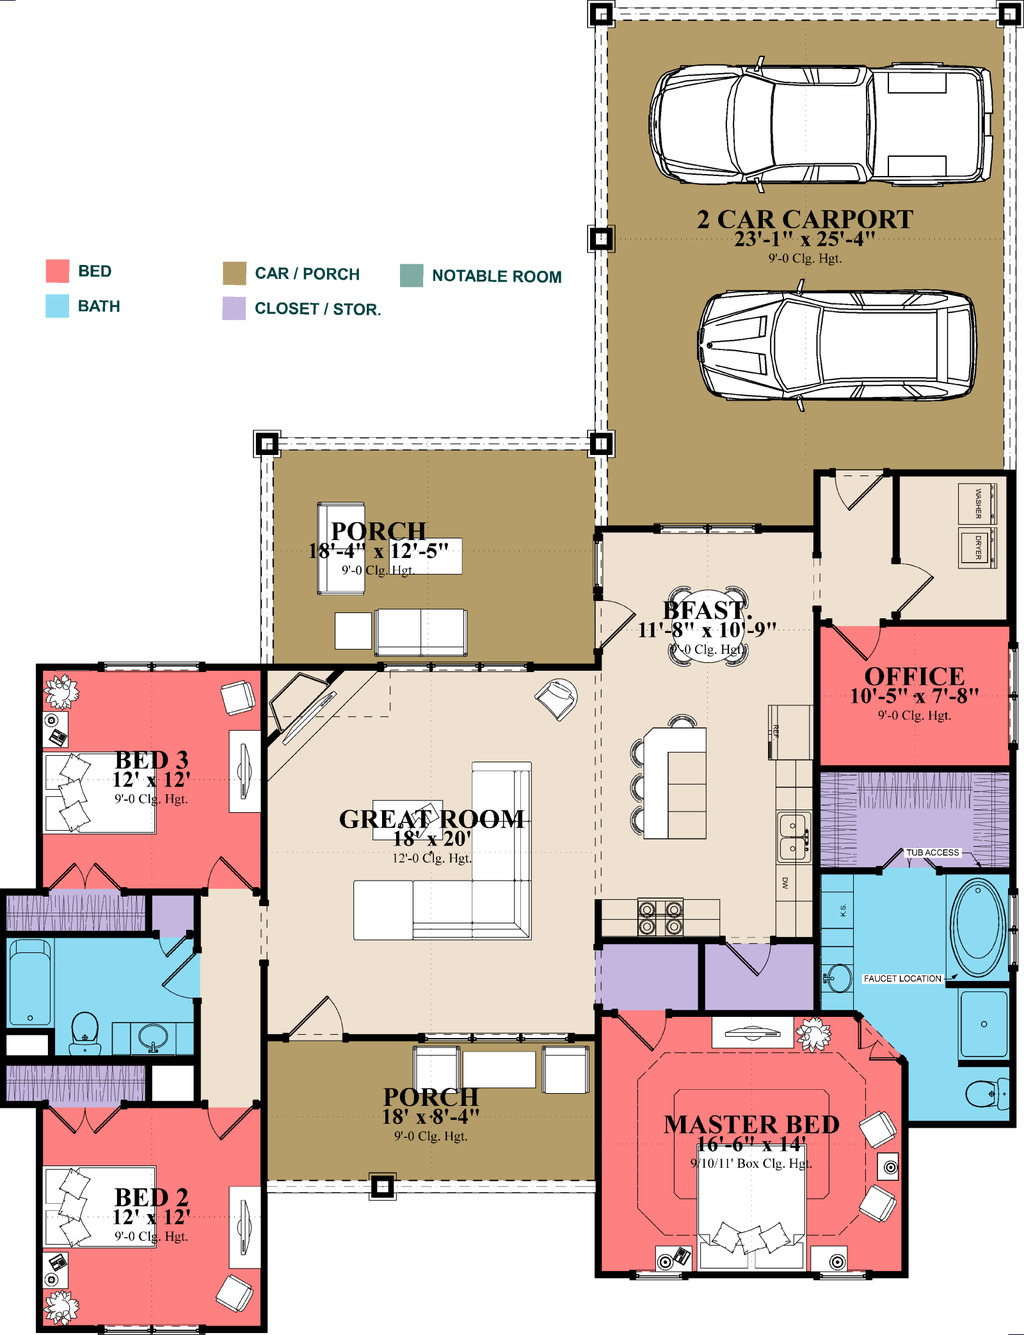 2 CAR CARPORT
23'-1" x 25'-4"
9'-0 Clg. Hgt.
BED
CAR / PORCH
NOTABLE ROOM
BATH
CLOSET / STOR.
WASHER
DRYER
PORCH
18'-4" x 12'-5"
9'-0 Clg. Hgt.
BFAST.
11'-8" x 10'-9"
9'-0 Clg. Hgt.
OFFICE
10'-5" x 7'-8"
9'-0 Clg. Hgt.
REF
BED 3
12' x 12'
9'-0 Clg. Hgt.
GREAT ROOM
18' x 20'
12'-0 Clg. Hgt.
DW
TUB ACCESS
K.S.
FAUCET LOCATION
PORCH
18' x 8'-4"
9'-0 Clg. Hgt.
MASTER BED
16'-6" x 14'
9/10/11' Box Clg. Hgt.
BED 2
12' x 12'
9'-0 Clg. Hgt.